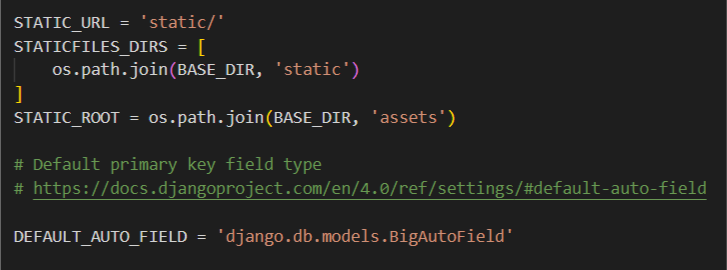 STATIC_URL = 'static/'
STATICFILES_DIRS = [
    os.path.join(BASE_DIR, 'static')
]
STATIC_ROOT = os.path.join(BASE_DIR, 'assets')
# Default primary key field type
# https://docs.djangoproject.com/en/4.0/ref/settings/#default-auto-field
DEFAULT_AUTO_FIELD = 'django.db.models.BigAutoField'